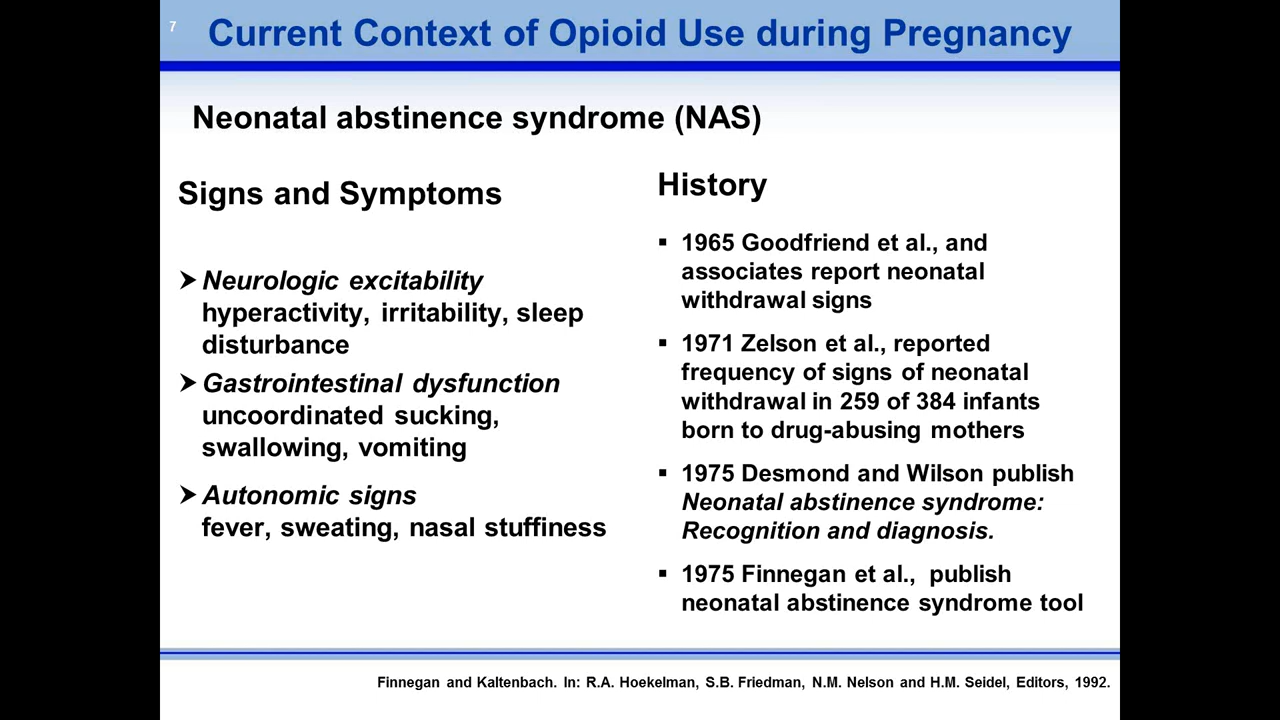 7
Current Context of Opioid Use during Pregnancy
Neonatal abstinence syndrome (NAS)
Signs and Symptoms
➢ Neurologic excitability
hyperactivity, irritability, sleep
disturbance
➢ Gastrointestinal dysfunction
uncoordinated sucking,
swallowing, vomiting
➢ Autonomic signs
fever, sweating, nasal stuffiness
History
▪ 1965 Goodfriend et al., and
associates report neonatal
withdrawal signs
▪ 1971 Zelson et al., reported
frequency of signs of neonatal
withdrawal in 259 of 384 infants
born to drug-abusing mothers
▪ 1975 Desmond and Wilson publish
Neonatal abstinence syndrome:
Recognition and diagnosis.
▪ 1975 Finnegan et al., publish
neonatal abstinence syndrome tool
Finnegan and Kaltenbach. In: R.A. Hoekelman, S.B. Friedman, N.M. Nelson and H.M. Seidel, Editors, 1992.